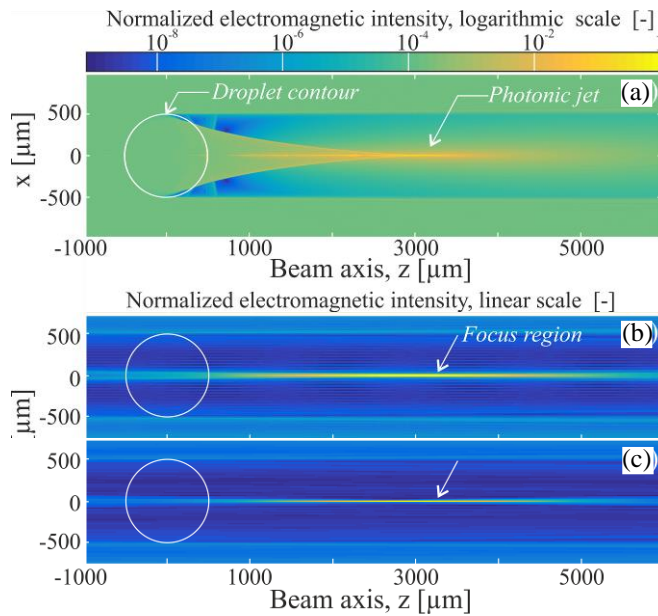 Normalized electromagnetic intensity, logarithmic scale [-]
10⁻⁸ 10⁻⁶ 10⁻⁴ 10⁻² 1
(a)
Droplet contour
Photonic jet
500
0
-500
x [µm]
-1000 1000 3000 5000
Beam axis, z [µm]
Normalized electromagnetic intensity, linear scale [-]
(b)
Focus region
500
0
-500
µm]
(c)
500
0
-500
-1000 0 1000 3000 5000
Beam axis, z [µm]